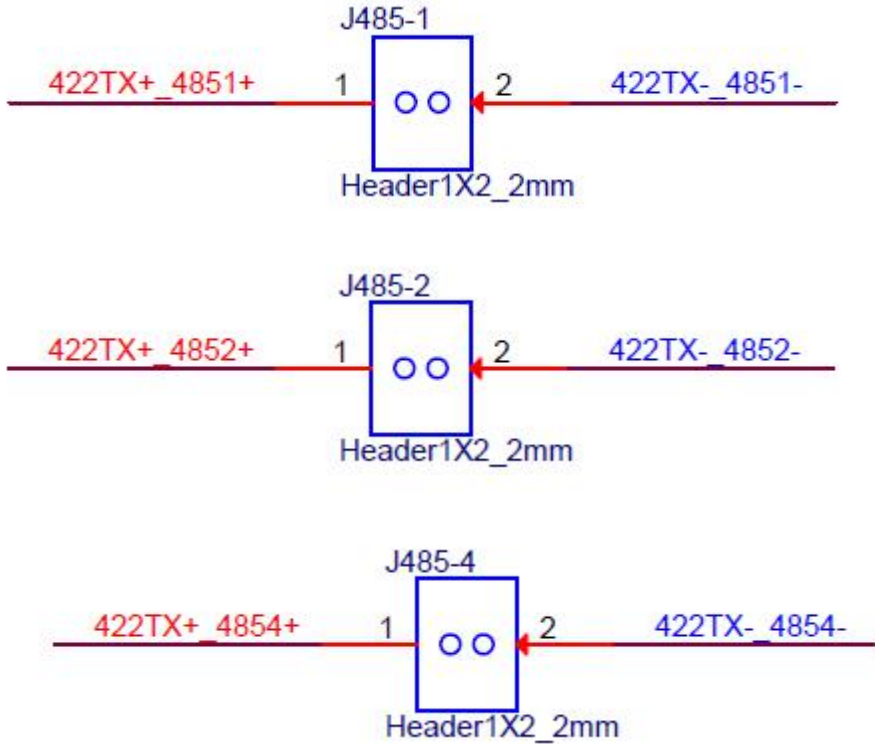 J485-1
422TX+_4851+ 1 2 422TX-_4851-
Header1X2_2mm
J485-2
422TX+_4852+ 1 2 422TX-_4852-
Header1X2_2mm
J485-4
422TX+_4854+ 1 2 422TX-_4854-
Header1X2_2mm